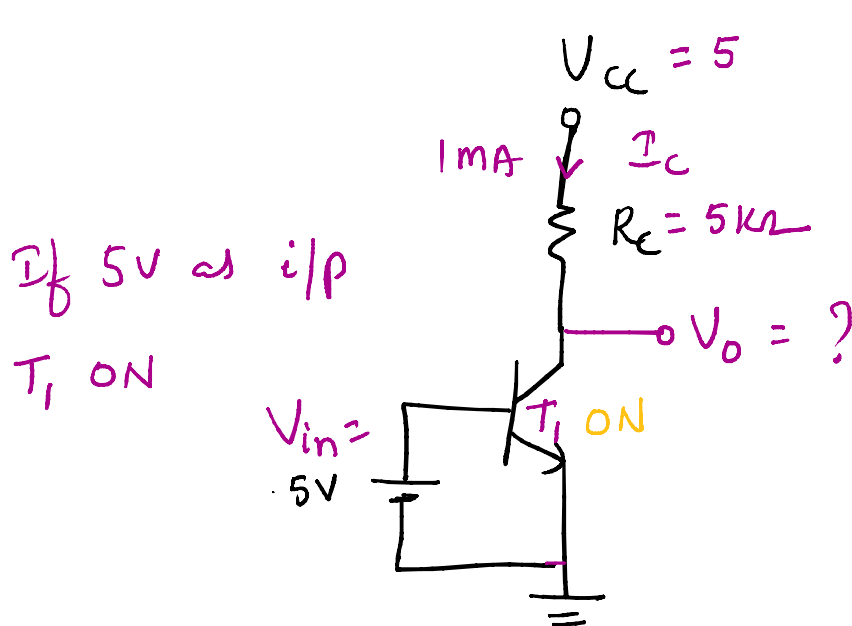 Vcc = 5
1mA Ic
Rc = 5KΩ
If 5V as i/p
Vo = ?
T1 ON
Vin =
T1 ON
5V